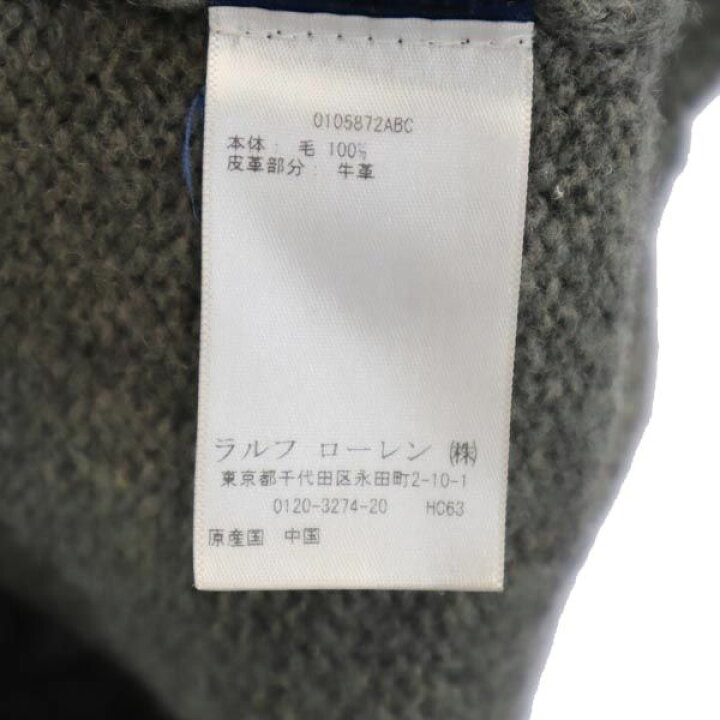 0105872ABC
本体: 毛 100%
皮革部分: 牛革
ラルフ ローレン ㈱
東京都千代田区永田町2-10-1
0120-3274-20 HC63
原産国 中国